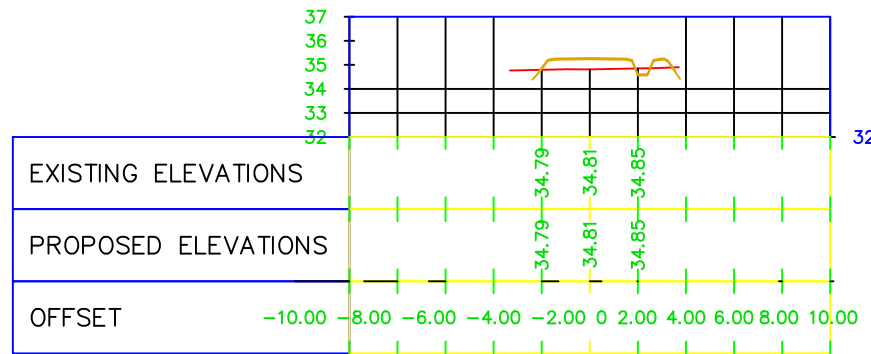 37
36
35
34
33
32
32
EXISTING ELEVATIONS 34.79 34.81 34.85
PROPOSED ELEVATIONS 34.79 34.81 34.85
OFFSET -10.00 -8.00 -6.00 -4.00 -2.00 0 2.00 4.00 6.00 8.00 10.00